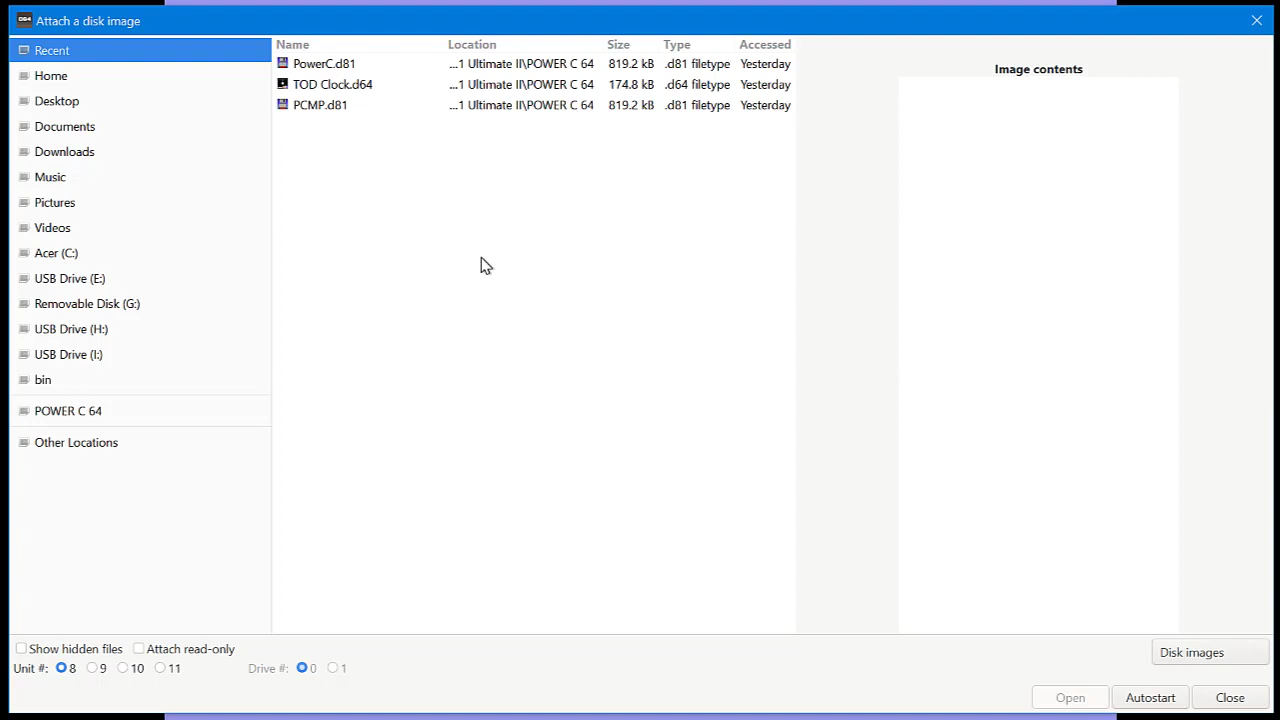 Attach a disk image
Recent
Home
Desktop
Documents
Downloads
Music
Pictures
Videos
Acer (C:)
USB Drive (E:)
Removable Disk (G:)
USB Drive (H:)
USB Drive (I:)
bin
POWER C 64
Other Locations
Name Location Size Type Accessed
PowerC.d81 ...1 Ultimate II\POWER C 64 819.2 kB .d81 filetype Yesterday
TOD Clock.d64 ...1 Ultimate II\POWER C 64 174.8 kB .d64 filetype Yesterday
PCMP.d81 ...1 Ultimate II\POWER C 64 819.2 kB .d81 filetype Yesterday
Image contents
Show hidden files Attach read-only
Unit #: 8 9 10 11 Drive #: 0 1
Disk images
Open Autostart Close